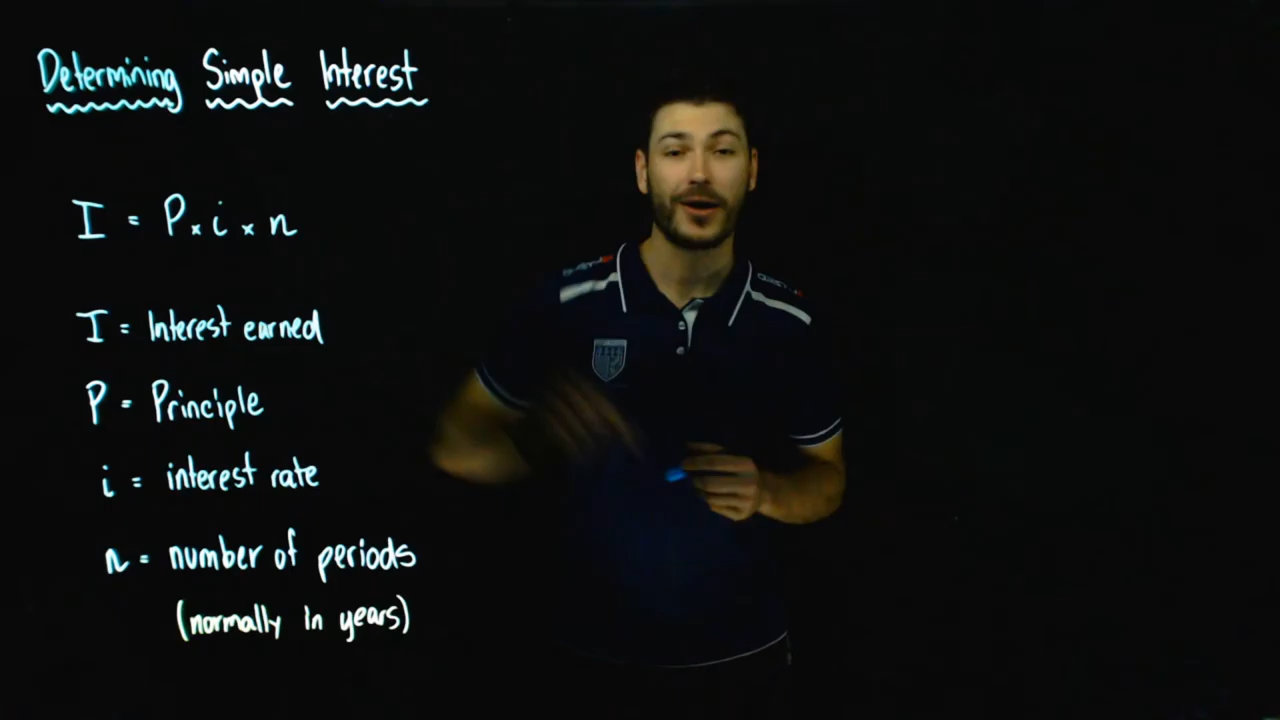 Determining Simple Interest
I = P × i × n
I = Interest earned
P = Principle
i = interest rate
n = number of periods
(normally in years)